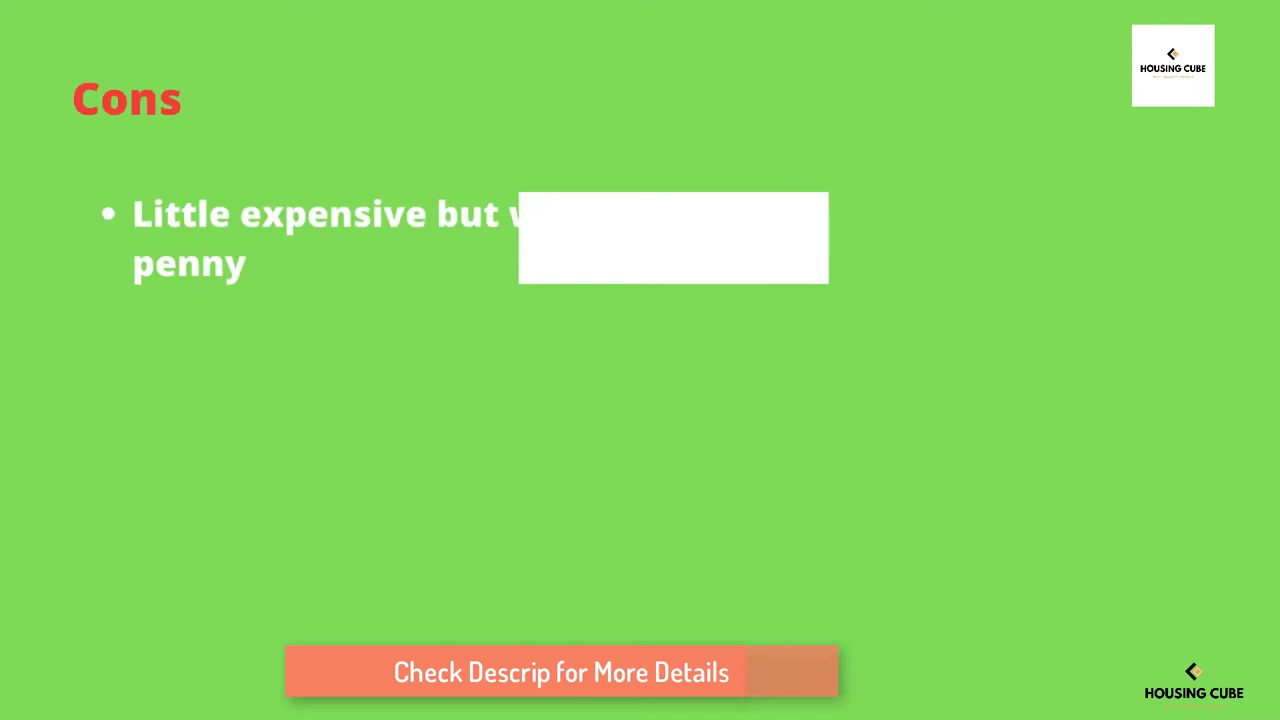 HOUSING CUBE
Cons
Little expensive but
penny
Check Descrip for More Details
HOUSING CUBE